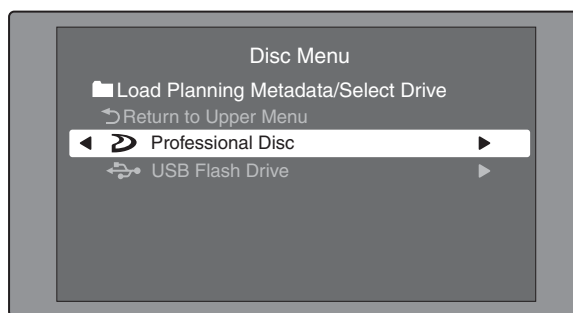 Disc Menu
Load Planning Metadata/Select Drive
Return to Upper Menu
Professional Disc
USB Flash Drive